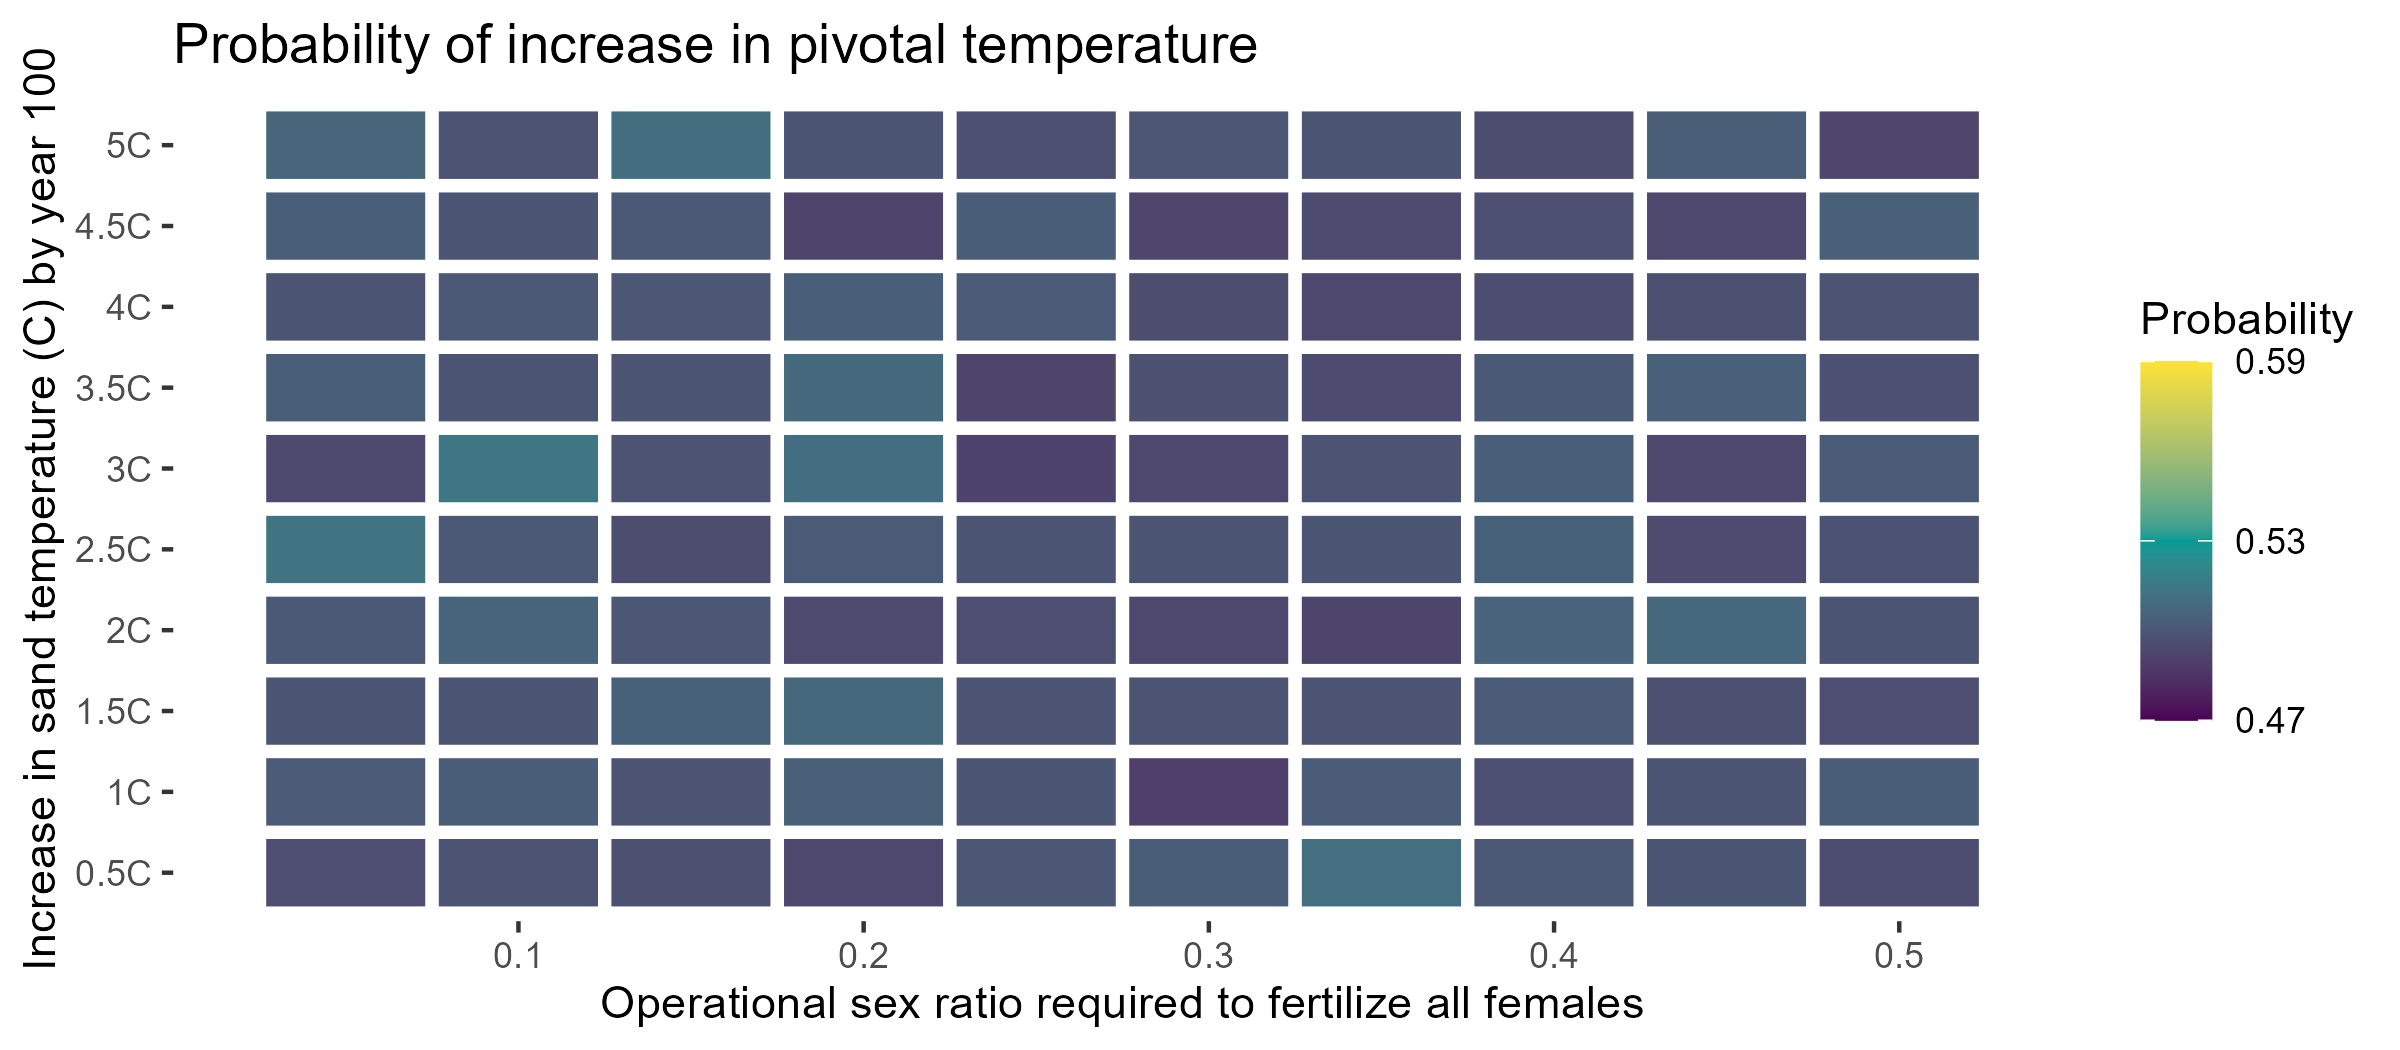 Probability of increase in pivotal temperature
Increase in sand temperature (C) by year 100
5C
4.5C
4C
3.5C
3C
2.5C
2C
1.5C
1C
0.5C
0.1
0.2
0.3
0.4
0.5
Operational sex ratio required to fertilize all females
Probability
0.59
0.53
0.47